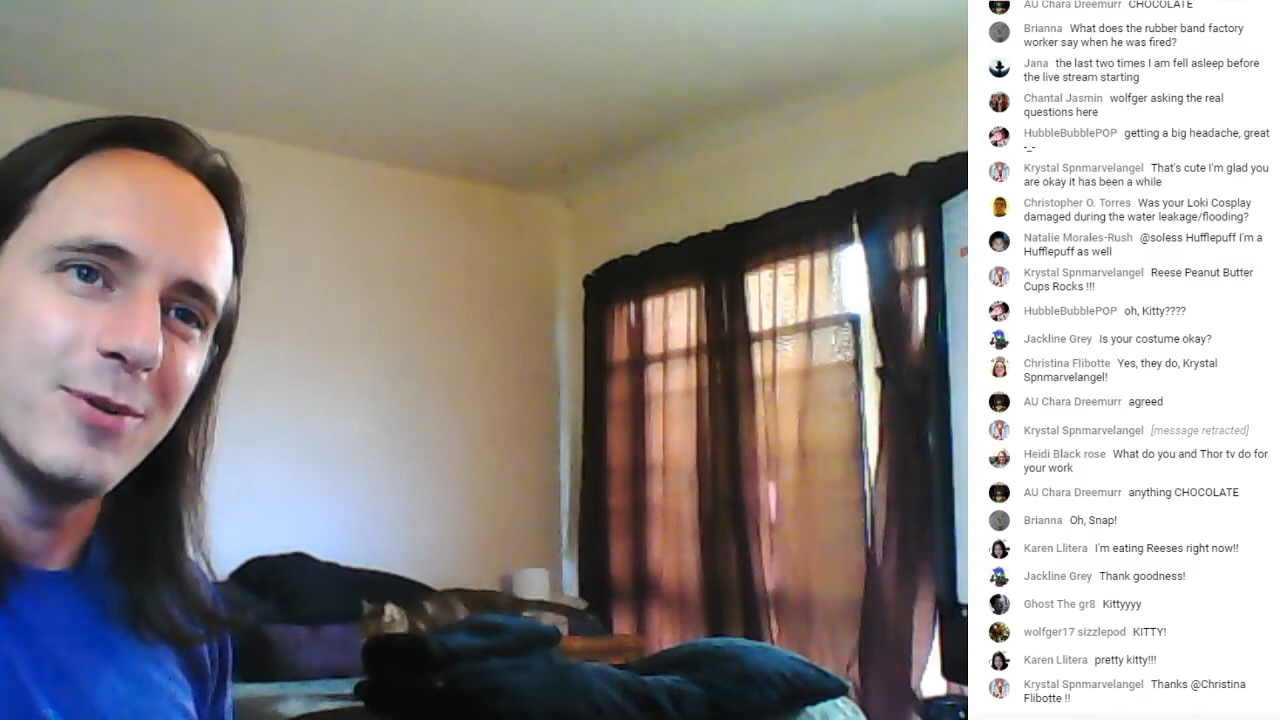 AU Chara Dreemurr CHOCOLATE
Brianna What does the rubber band factory
worker say when he was fired?
Jana the last two times I am fell asleep before
the live stream starting
Chantal Jasmin wolfger asking the real
questions here
HubbleBubblePOP getting a big headache, great
-_-
Krystal Spnmarvelangel That's cute I'm glad you
are okay it has been a while
Christopher O. Torres Was your Loki Cosplay
damaged during the water leakage/flooding?
Natalie Morales-Rush @soless Hufflepuff I'm a
Hufflepuff as well
Krystal Spnmarvelangel Reese Peanut Butter
Cups Rocks !!!
HubbleBubblePOP oh, Kitty????
Jackline Grey Is your costume okay?
Christina Flibotte Yes, they do, Krystal
Spnmarvelangel!
AU Chara Dreemurr agreed
Krystal Spnmarvelangel [message retracted]
Heidi Black rose What do you and Thor tv do for
your work
AU Chara Dreemurr anything CHOCOLATE
Brianna Oh, Snap!
Karen Llitera I'm eating Reeses right now!!
Jackline Grey Thank goodness!
Ghost The gr8 Kittyyyy
wolfger17 sizzlepod KITTY!
Karen Llitera pretty kitty!!!
Krystal Spnmarvelangel Thanks @Christina
Flibotte !!